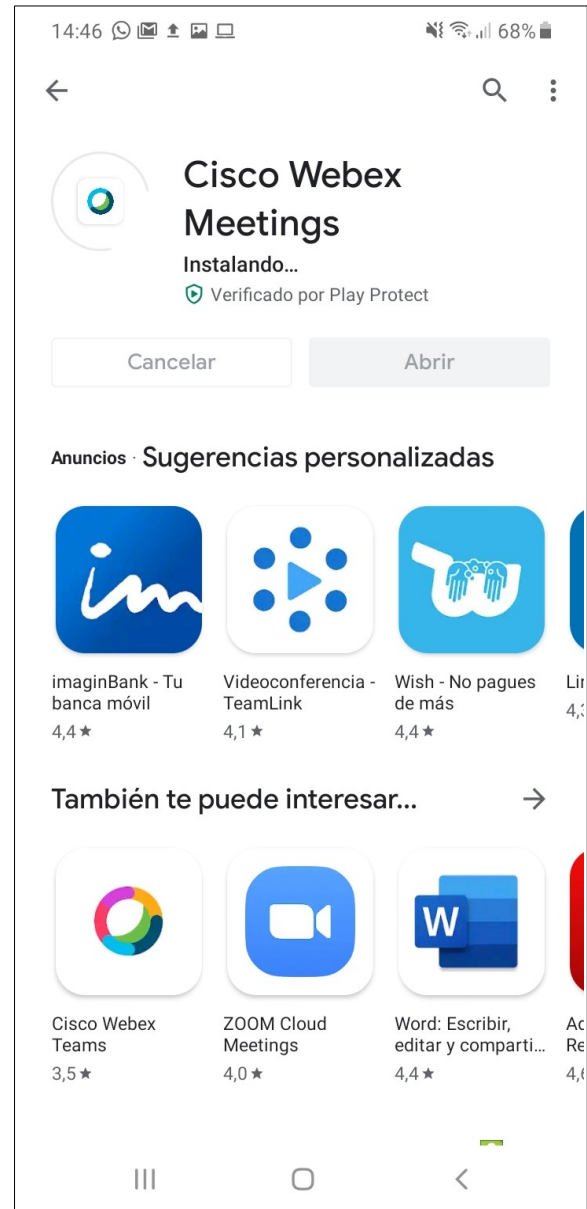 14:46 68%
Cisco Webex
Meetings
Instalando...
Verificado por Play Protect
Cancelar Abrir
Anuncios · Sugerencias personalizadas
im
imaginBank - Tu
banca móvil
4,4★
Videoconferencia -
TeamLink
4,1★
Wish - No pagues
de más
4,4★
También te puede interesar...
Cisco Webex
Teams
3,5★
ZOOM Cloud
Meetings
4,0★
W
Word: Escribir,
editar y comparti...
4,4★